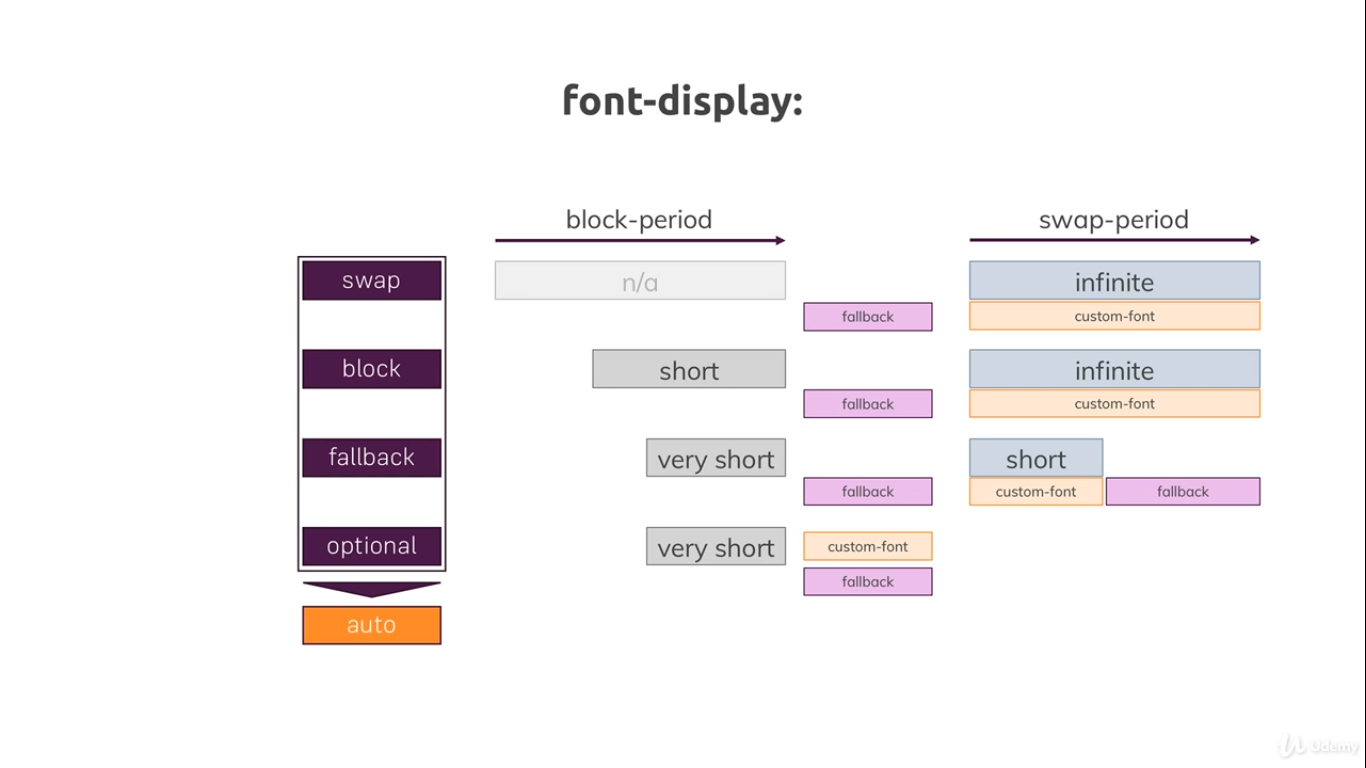 font-display:
block-period
swap-period
swap
n/a
infinite
fallback
custom-font
block
short
infinite
fallback
custom-font
fallback
very short
short
fallback
custom-font
fallback
optional
very short
custom-font
fallback
auto
Udemy